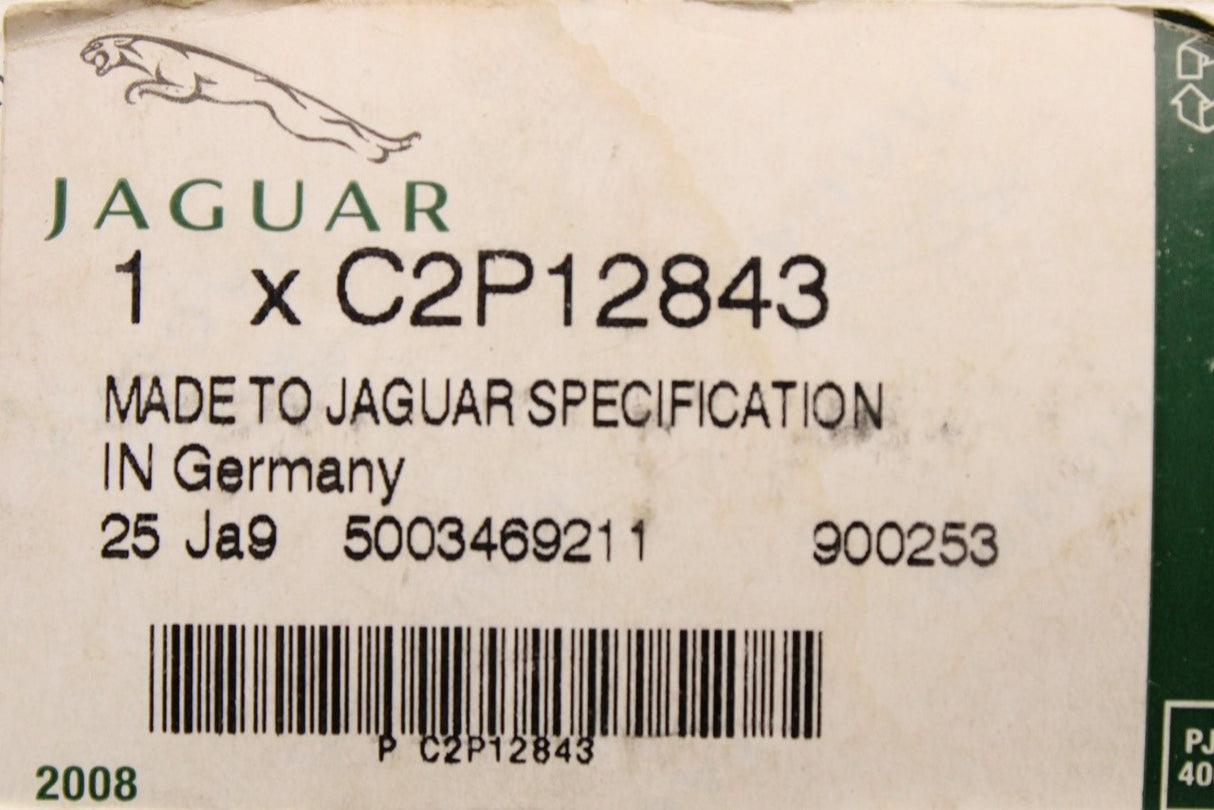 JAGUAR
1 x C2P12843
MADE TO JAGUAR SPECIFICATION
IN Germany
25 Ja9 5003469211 900253
P C2P12843
2008
PJ
40